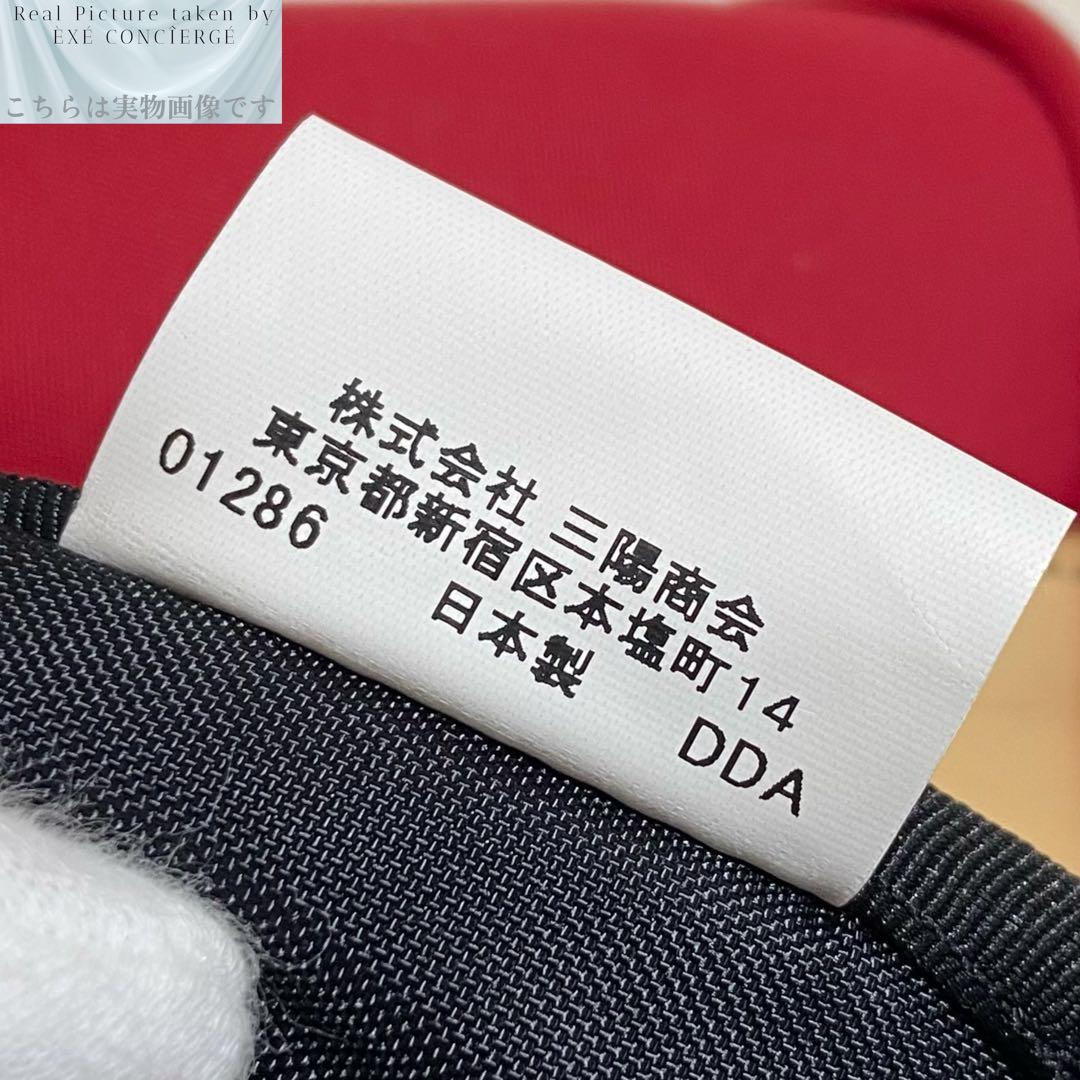 Real Picture taken by
ÈXÉ CONCÎERGÉ
こちらは実物画像です
株式会社 三陽商会
東京都新宿区本塩町14
01286
日本製
DDA